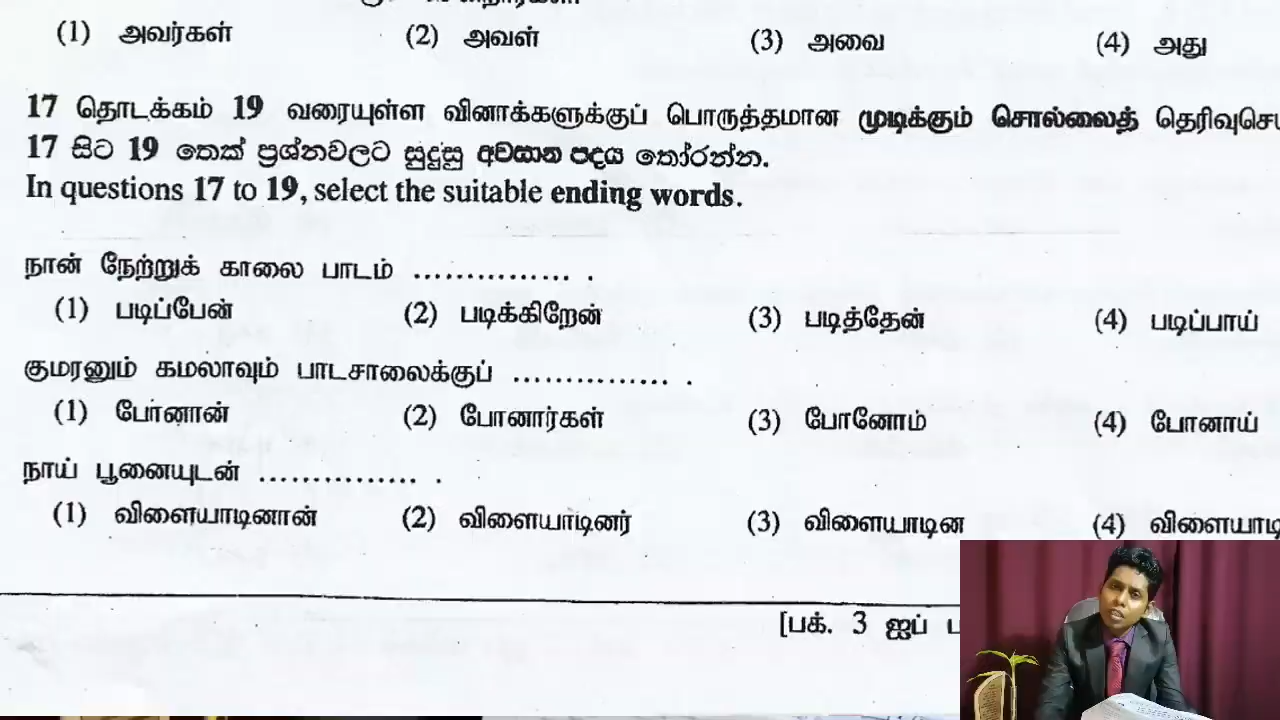 (1) அவர்கள் (2) அவள் (3) அவை (4) அது
17 தொடக்கம் 19 வரையுள்ள வினாக்களுக்குப் பொருத்தமான முடிக்கும் சொல்லைத்
17 සිට 19 තෙක් ප්‍රශ්නවලට සුදුසු අවසාන පදය තෝරන්න.
In questions 17 to 19, select the suitable ending words.
நான் நேற்றுக் காலை பாடம் ............... .
(1) படிப்பேன் (2) படிக்கிறேன் (3) படித்தேன் (4) படிப்பாய்
குமரனும் கமலாவும் பாடசாலைக்குப் ............... .
(1) போனான் (2) போனார்கள் (3) போனோம் (4) போனாய்
நாய் பூனையுடன் ............... .
(1) விளையாடினான் (2) விளையாடினர் (3) விளையாடின (4)
[பக். 3 ஐப்